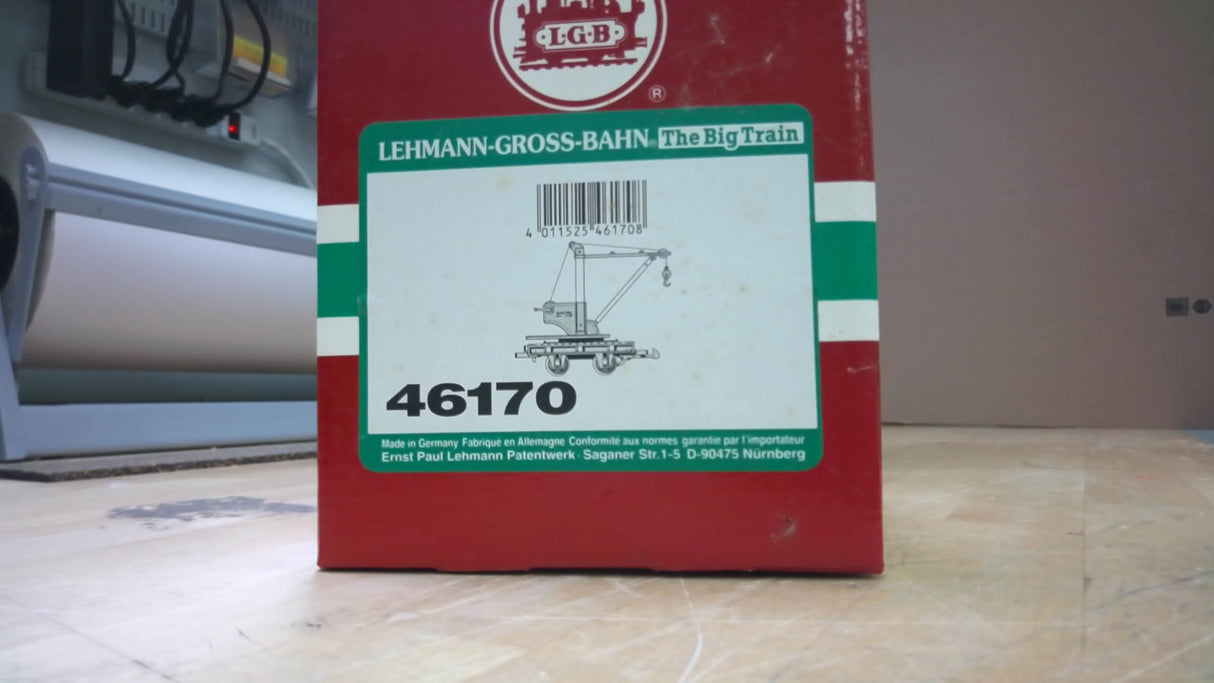 L·G·B
®
LEHMANN-GROSS-BAHN® The Big Train
4 011525 461708
46170
Made in Germany Fabriqué en Allemagne Conformité aux normes garantie par l'importateur
Ernst Paul Lehmann Patentwerk · Saganer Str.1-5 D-90475 Nürnberg